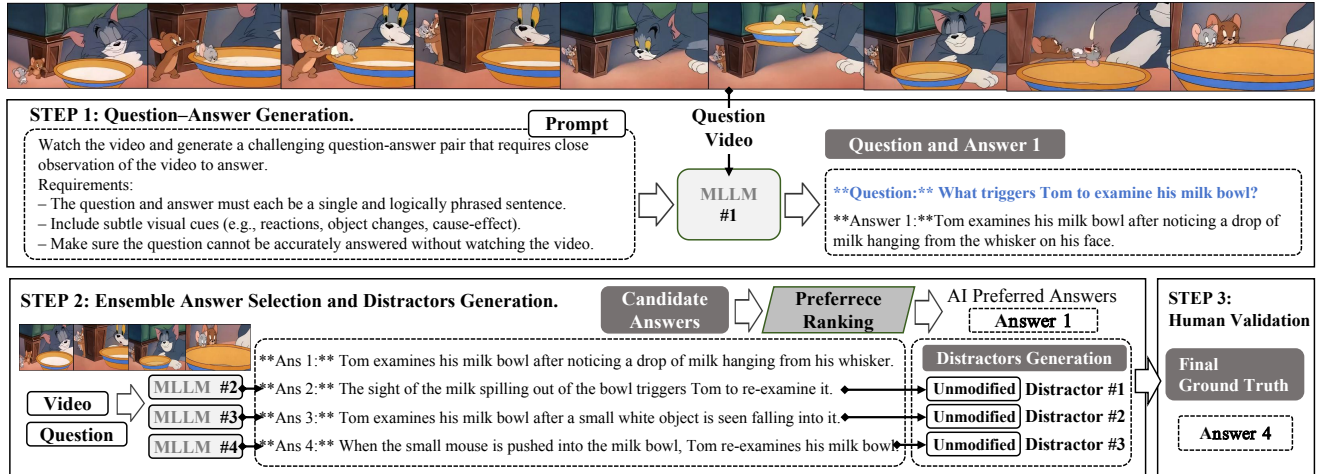 STEP 1: Question–Answer Generation.
Prompt
Watch the video and generate a challenging question-answer pair that requires close
observation of the video to answer.
Requirements:
– The question and answer must each be a single and logically phrased sentence.
– Include subtle visual cues (e.g., reactions, object changes, cause-effect).
– Make sure the question cannot be accurately answered without watching the video.
Question
Video
MLLM
#1
Question and Answer 1
**Question:** What triggers Tom to examine his milk bowl?
**Answer 1:**Tom examines his milk bowl after noticing a drop of
milk hanging from the whisker on his face.
STEP 2: Ensemble Answer Selection and Distractors Generation.
Candidate
Answers
Preferrece
Ranking
AI Preferred Answers
Answer 1
Video
Question
MLLM #2
MLLM #3
MLLM #4
**Ans 1:** Tom examines his milk bowl after noticing a drop of milk hanging from his whisker.
**Ans 2:** The sight of the milk spilling out of the bowl triggers Tom to re-examine it.
**Ans 3:** Tom examines his milk bowl after a small white object is seen falling into it.
**Ans 4:** When the small mouse is pushed into the milk bowl, Tom re-examines his milk bowl
Distractors Generation
Unmodified Distractor #1
Unmodified Distractor #2
Unmodified Distractor #3
STEP 3:
Human Validation
Final
Ground Truth
Answer 4